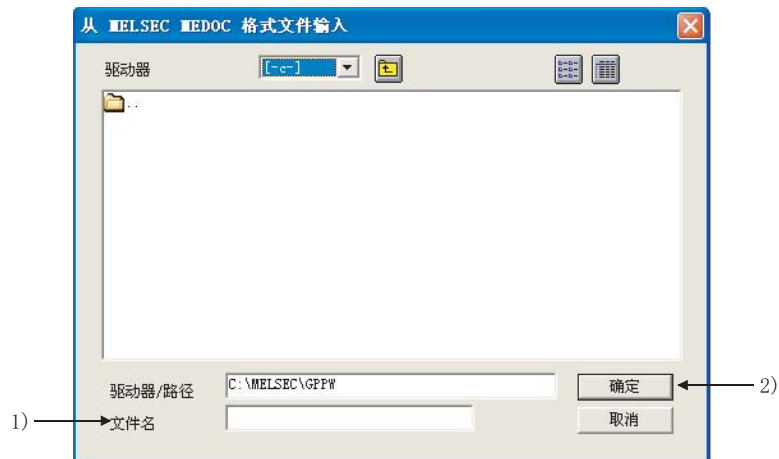 从 MELSEC MEDOC 格式文件输入
驱动器 [-c-]
..
驱动器/路径 C:\MELSEC\GPPW 确定 2)
1) 文件名 取消